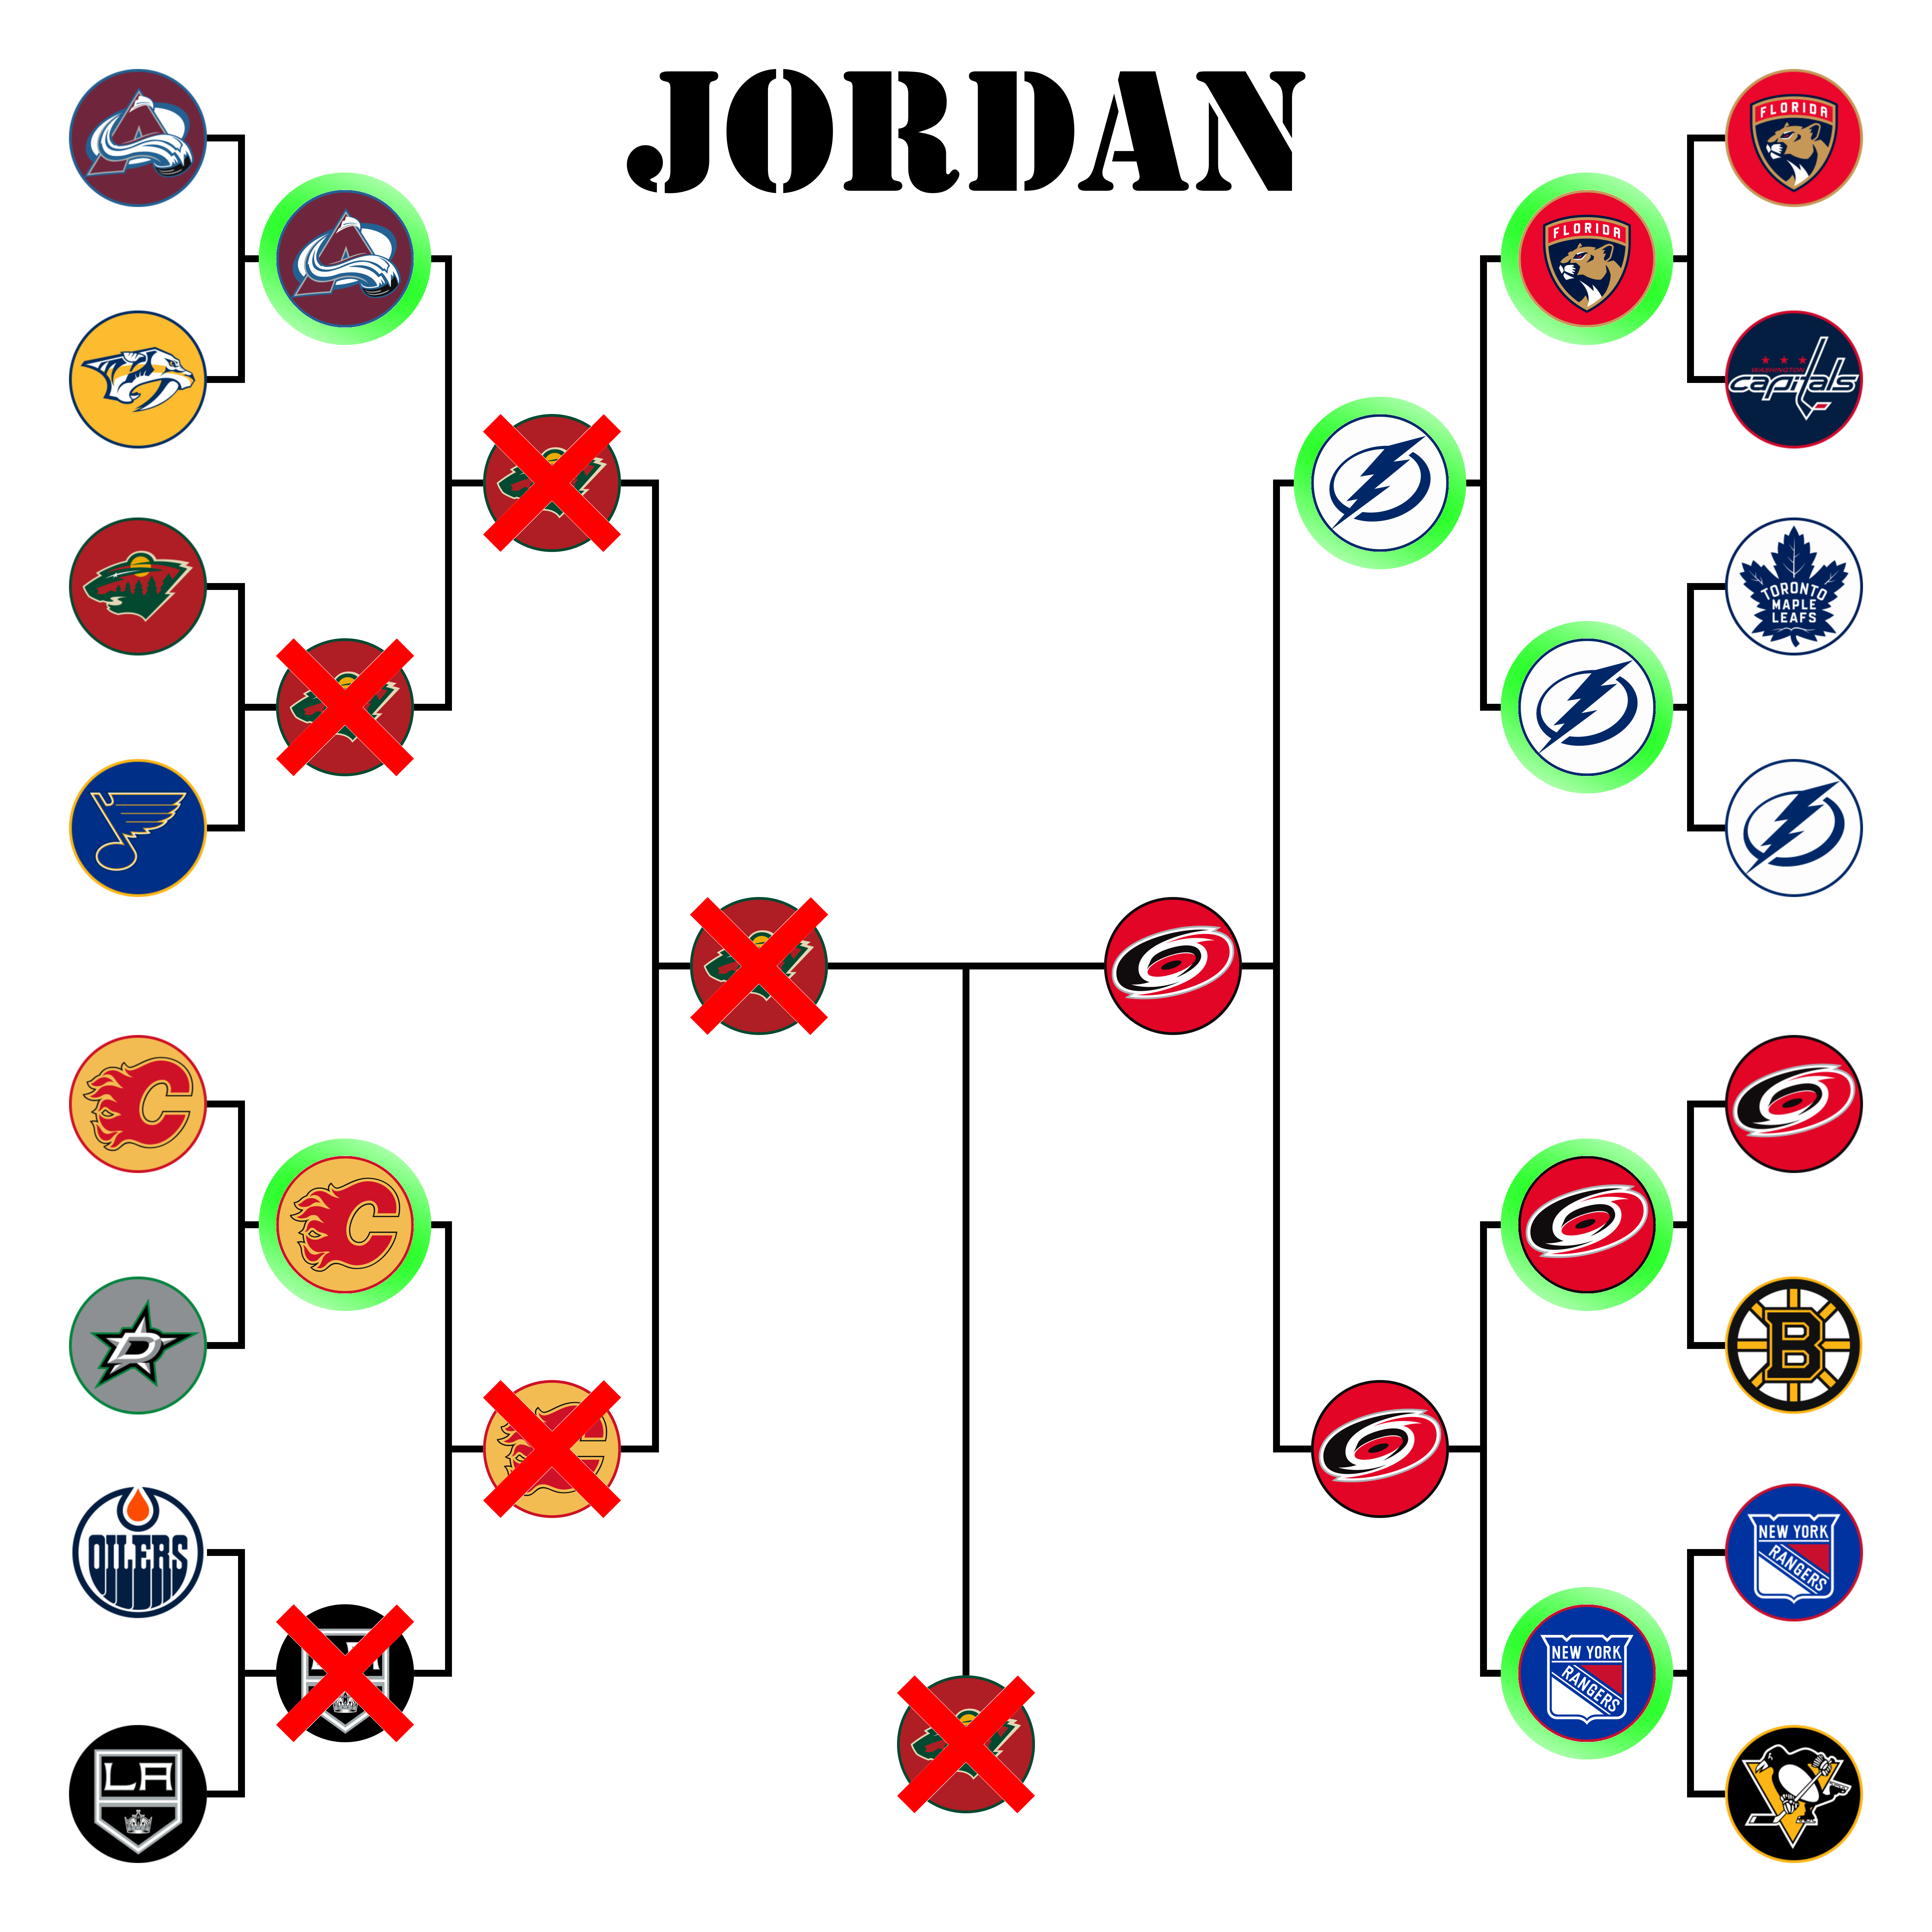 JORDAN
FLORIDA
FLORIDA
WASHINGTON
capitals
TORONTO
MAPLE
LEAFS
B
OILERS
NEW YORK
RANGERS
NEW YORK
RANGERS
LA